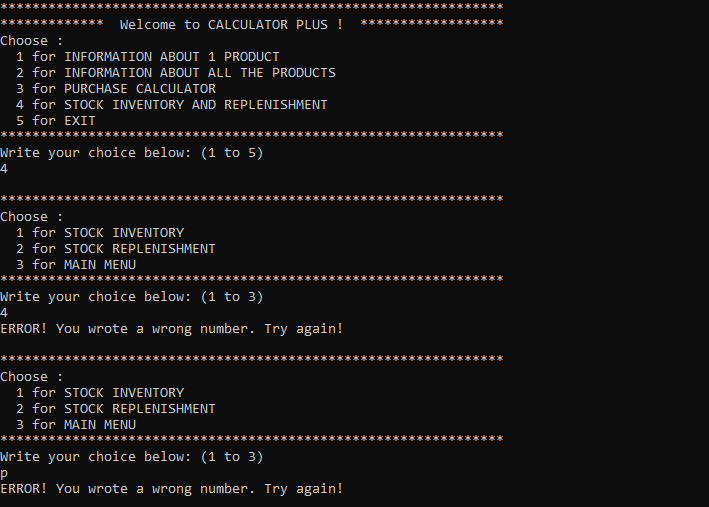 ***************************************************************
*************  Welcome to CALCULATOR PLUS !  ******************
Choose :
  1 for INFORMATION ABOUT 1 PRODUCT
  2 for INFORMATION ABOUT ALL THE PRODUCTS
  3 for PURCHASE CALCULATOR
  4 for STOCK INVENTORY AND REPLENISHMENT
  5 for EXIT
***************************************************************
Write your choice below: (1 to 5)
4

***************************************************************
Choose :
  1 for STOCK INVENTORY
  2 for STOCK REPLENISHMENT
  3 for MAIN MENU
***************************************************************
Write your choice below: (1 to 3)
4
ERROR! You wrote a wrong number. Try again!

***************************************************************
Choose :
  1 for STOCK INVENTORY
  2 for STOCK REPLENISHMENT
  3 for MAIN MENU
***************************************************************
Write your choice below: (1 to 3)
p
ERROR! You wrote a wrong number. Try again!